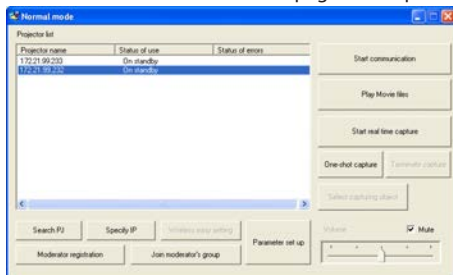 Normal mode
Projector list
Projector name Status of use Status of errors
172.21.99.233 On standby
172.21.99.232 On standby
Start communication
Play Movie files
Start real time capture
One-shot capture Terminate capture
Select capturing object
Search PJ Specify IP Wireless easy setting
Parameter set up
Volume Mute
Moderator registration Join moderator's group